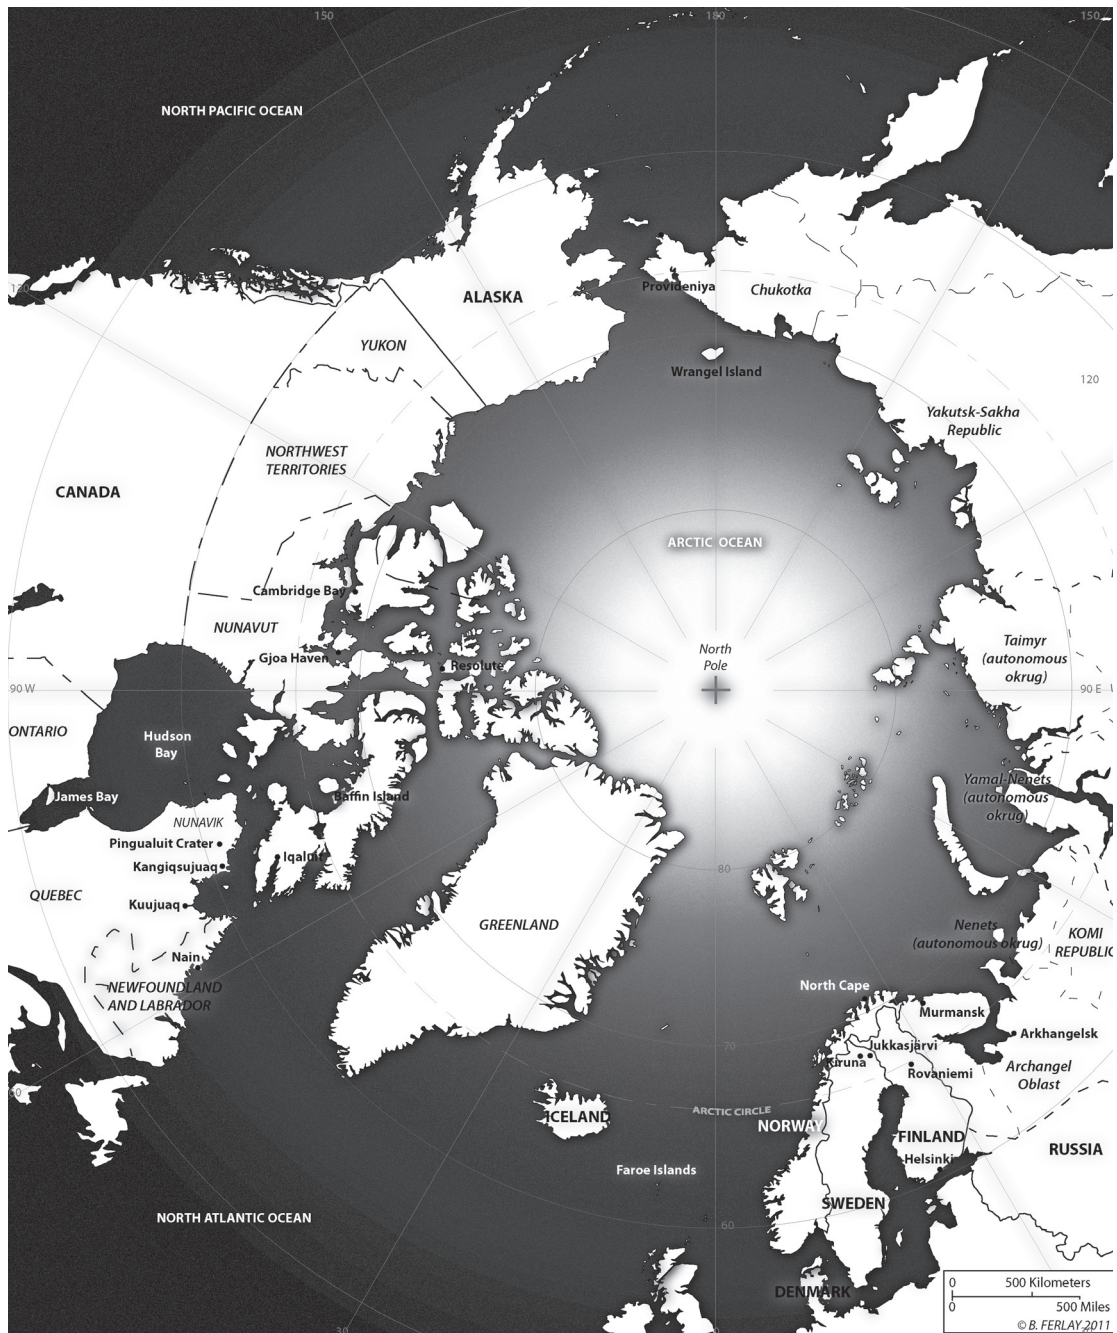 150
180
150
NORTH PACIFIC OCEAN
130
ALASKA
Provideniya
Chukotka
YUKON
Wrangel Island
120
Yakutsk-Sakha
Republic
NORTHWEST
TERRITORIES
CANADA
ARCTIC OCEAN
Cambridge Bay
NUNAVUT
Gjoa Haven
Resolute
North
Pole
Taimyr
(autonomous
okrug)
90 W
90 E
ONTARIO
Hudson
Bay
James Bay
Baffin Island
Yamal-Nenets
(autonomous
okrug)
NUNAVIK
Pingualuit Crater
Kangiqsujuaq
Iqaluit
80
QUEBEC
Kuujuaq
GREENLAND
Nenets
(autonomous okrug)
KOMI
REPUBLIC
Nain
NEWFOUNDLAND
AND LABRADOR
North Cape
Murmansk
Arkhangelsk
70
Jukkasjärvi
Kiruna
Rovaniemi
Archangel
Oblast
60
ICELAND
ARCTIC CIRCLE
NORWAY
FINLAND
Helsinki
RUSSIA
Faroe Islands
SWEDEN
NORTH ATLANTIC OCEAN
60
DENMARK
0 500 Kilometers
0 500 Miles
© B. FERLAY 2011
30